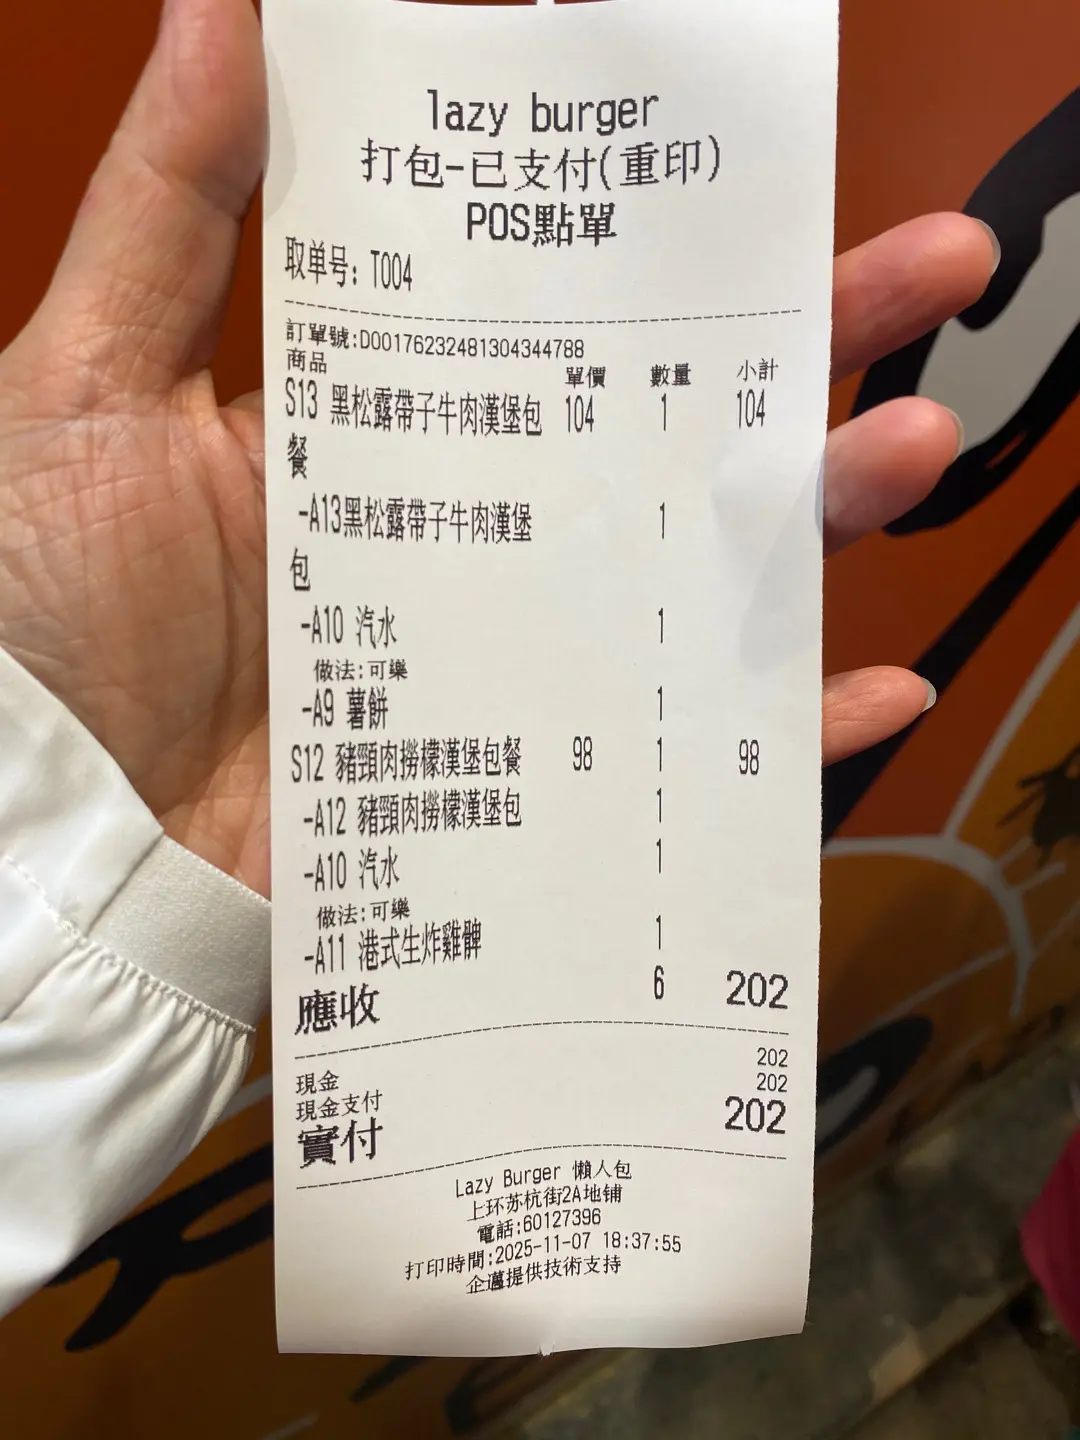 lazy burger
打包-已支付(重印)
POS點單
取单号: T004
訂單號:D00176232481304344788
商品 單價 數量 小計
S13 黑松露帶子牛肉漢堡包 104 1 104
餐
-A13黑松露帶子牛肉漢堡 1
包
-A10 汽水 1
做法:可樂
-A9 薯餅 1
S12 豬頸肉撈檬漢堡包餐 98 1 98
-A12 豬頸肉撈檬漢堡包 1
-A10 汽水 1
做法:可樂
-A11 港式生炸雞髀 1
應收 6 202
現金 202
現金支付 202
實付 202
Lazy Burger 懶人包
上环苏杭街2A地铺
電話:60127396
打印時間:2025-11-07 18:37:55
企邁提供技術支持